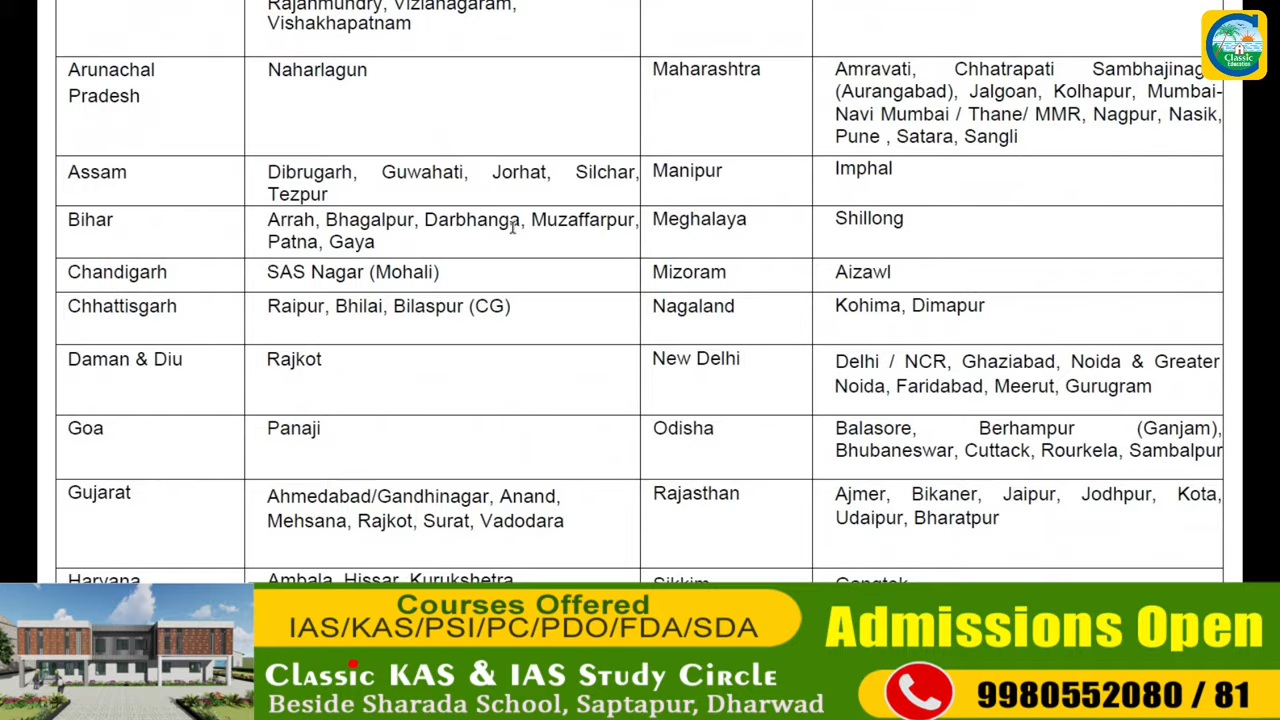 Rajahmundry, Vizianagaram,
Vishakhapatnam
Arunachal
Pradesh
Naharlagun
Maharashtra
Amravati, Chhatrapati Sambhajinag
(Aurangabad), Jalgoan, Kolhapur, Mumbai-
Navi Mumbai / Thane/ MMR, Nagpur, Nasik,
Pune , Satara, Sangli
Assam
Dibrugarh, Guwahati, Jorhat, Silchar,
Tezpur
Manipur
Imphal
Bihar
Arrah, Bhagalpur, Darbhanga, Muzaffarpur,
Patna, Gaya
Meghalaya
Shillong
Chandigarh
SAS Nagar (Mohali)
Mizoram
Aizawl
Chhattisgarh
Raipur, Bhilai, Bilaspur (CG)
Nagaland
Kohima, Dimapur
Daman & Diu
Rajkot
New Delhi
Delhi / NCR, Ghaziabad, Noida & Greater
Noida, Faridabad, Meerut, Gurugram
Goa
Panaji
Odisha
Balasore, Berhampur (Ganjam),
Bhubaneswar, Cuttack, Rourkela, Sambalpur
Gujarat
Ahmedabad/Gandhinagar, Anand,
Mehsana, Rajkot, Surat, Vadodara
Rajasthan
Ajmer, Bikaner, Jaipur, Jodhpur, Kota,
Udaipur, Bharatpur
Haryana
Ambala, Hissar, Kurukshetra
Sikkim
Gangtok
Classic
Education
Courses Offered
IAS/KAS/PSI/PC/PDO/FDA/SDA
Classic KAS & IAS Study Circle
Beside Sharada School, Saptapur, Dharwad
Admissions Open
9980552080 / 81